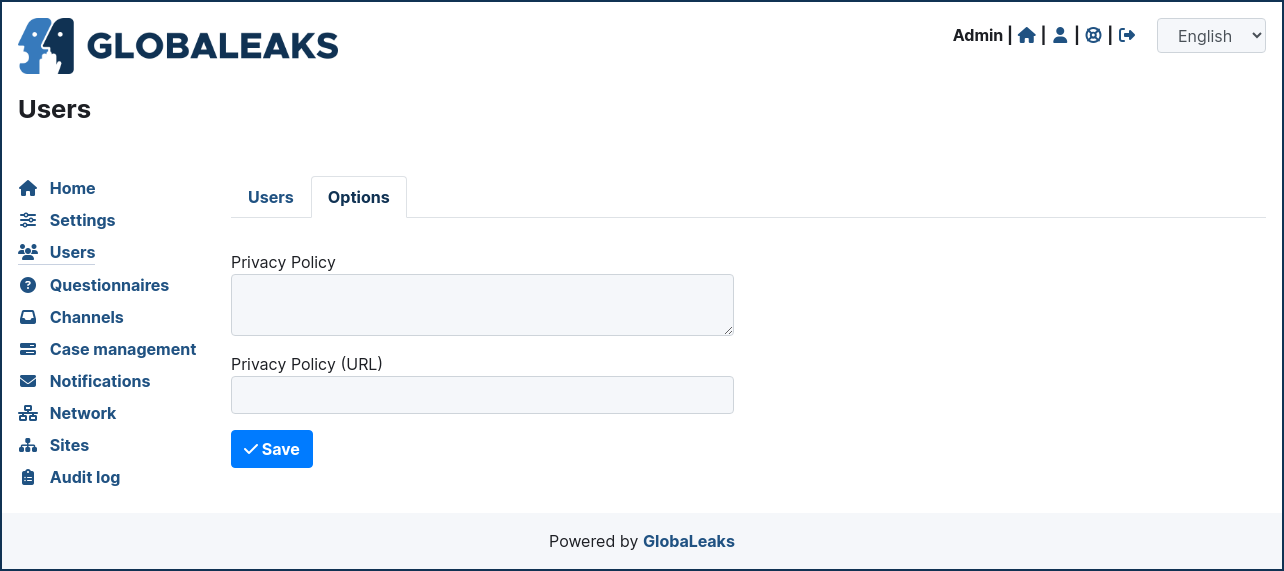 GLOBALEAKS
Admin | | | |
English
Users
Home
Settings
Users
Questionnaires
Channels
Case management
Notifications
Network
Sites
Audit log
Users Options
Privacy Policy
Privacy Policy (URL)
Save
Powered by GlobaLeaks